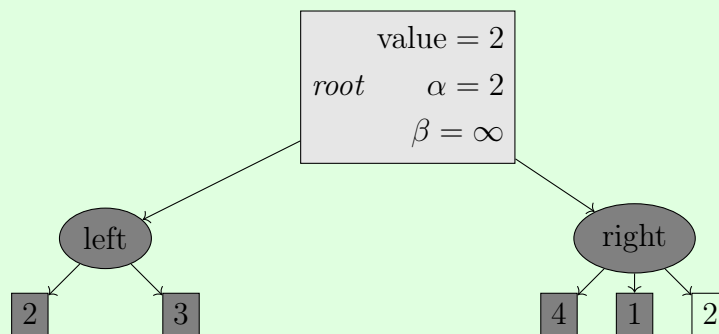 value = 2
root α = 2
β = ∞
left
right
2 3 4 1 2